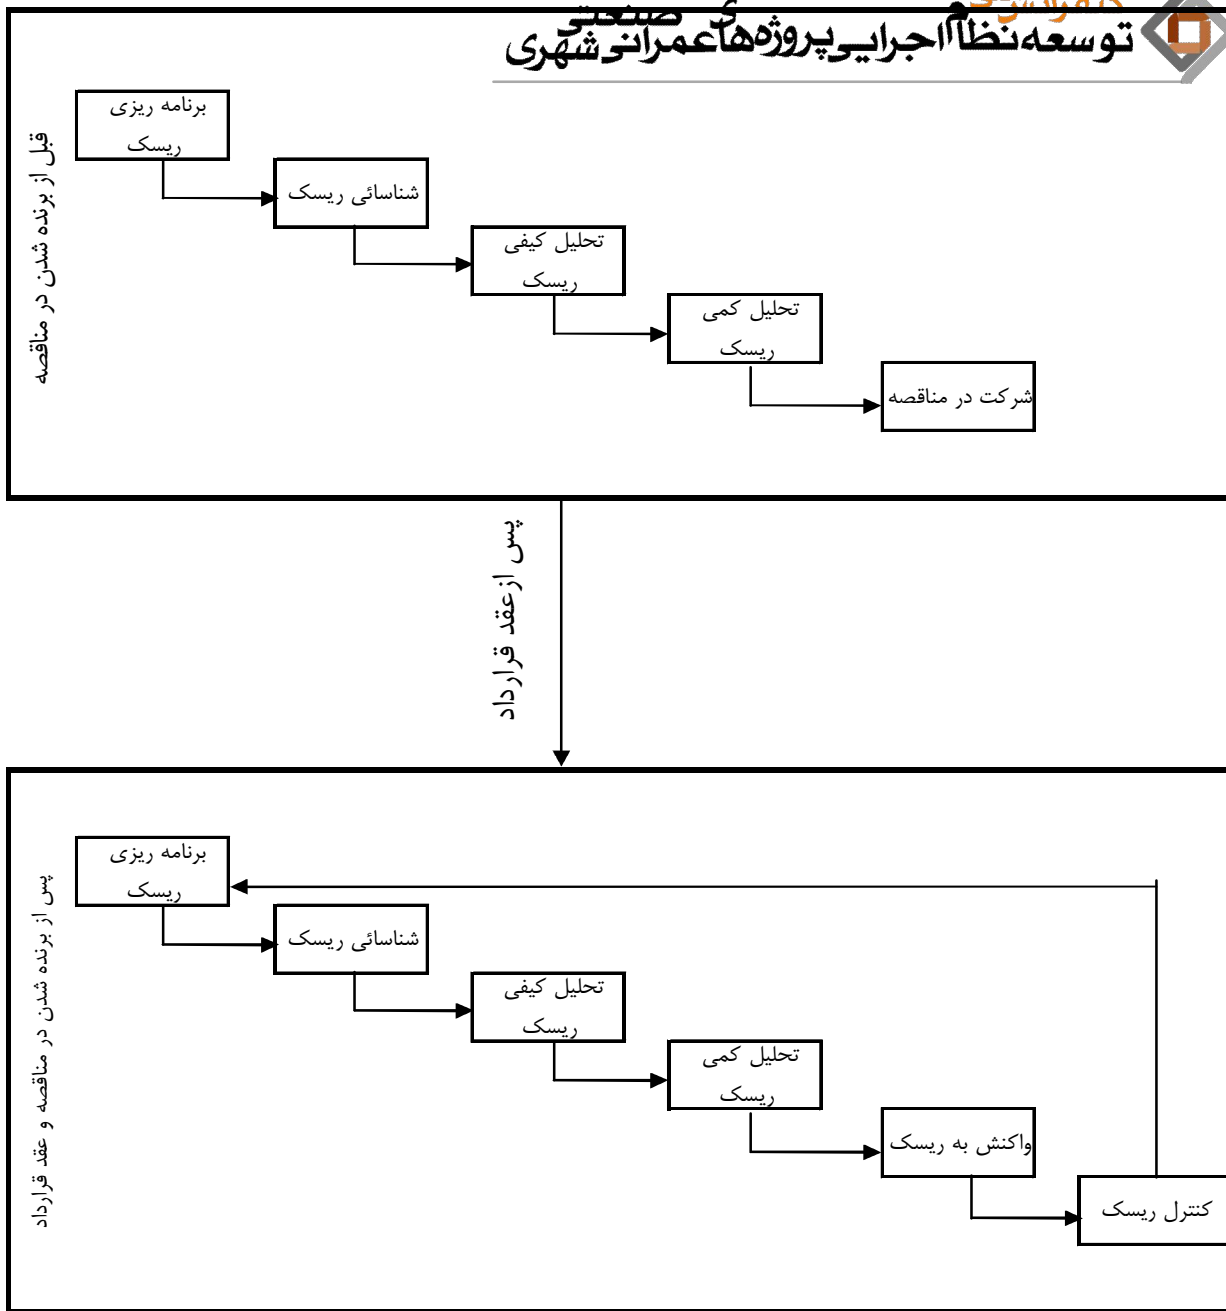 توسعه نظام اجرایی پروژه‌های صنعتی
عمرانی شهری
قبل از برنده شدن در مناقصه
برنامه ریزی
ریسک
شناسائی ریسک
تحلیل کیفی
ریسک
تحلیل کمی
ریسک
شرکت در مناقصه
پس از عقد قرارداد
پس از برنده شدن در مناقصه و عقد قرارداد
برنامه ریزی
ریسک
شناسائی ریسک
تحلیل کیفی
ریسک
تحلیل کمی
ریسک
واکنش به ریسک
کنترل ریسک